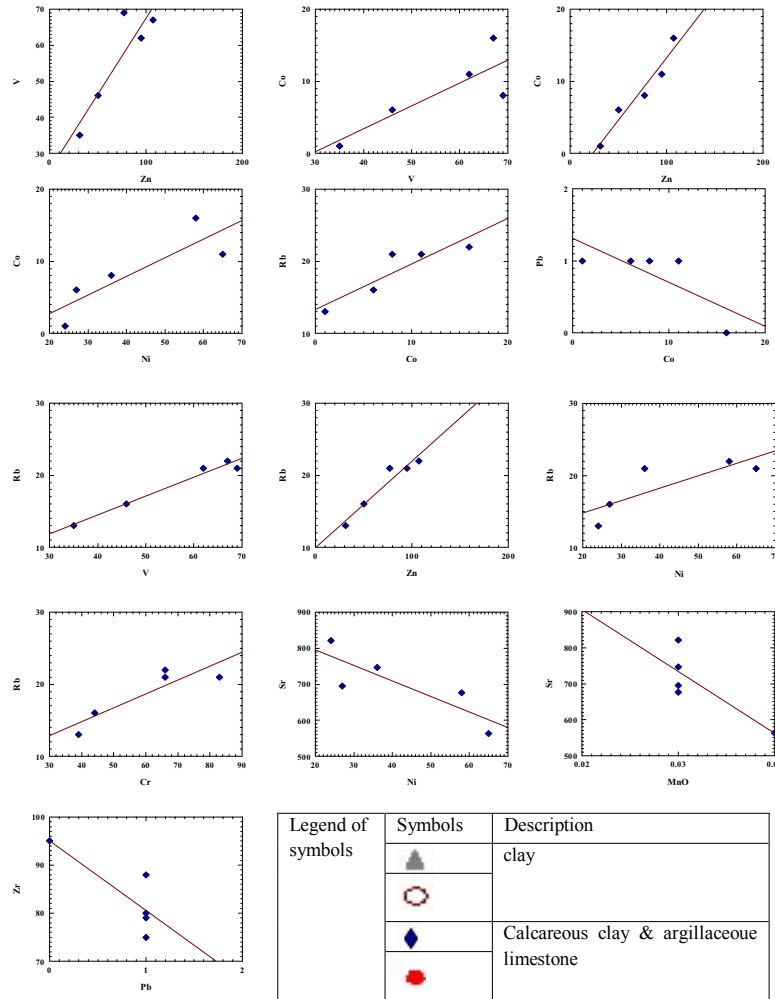 70
60
50
40
30
V
0 100 200
Zn
20
10
0
Co
30 40 50 60 70
V
20
10
0
Co
0 100 200
Zn
20
10
0
Co
20 30 40 50 60 70
Ni
30
20
10
Rb
0 10 20
Co
2
1
0
Pb
0 10 20
Co
30
20
10
Rb
30 40 50 60 70
V
30
20
10
Rb
0 100 200
Zn
30
20
10
Rb
20 30 40 50 60 70
Ni
30
20
10
Rb
30 40 50 60 70 80 90
Cr
900
800
700
600
500
Sr
20 30 40 50 60 70
Ni
900
800
700
600
500
Sr
0.02 0.03
MnO
100
90
80
70
Zr
0 1 2
Pb
Legend of symbols
Symbols
Description
clay
Calcareous clay & argillaceoue
limestone